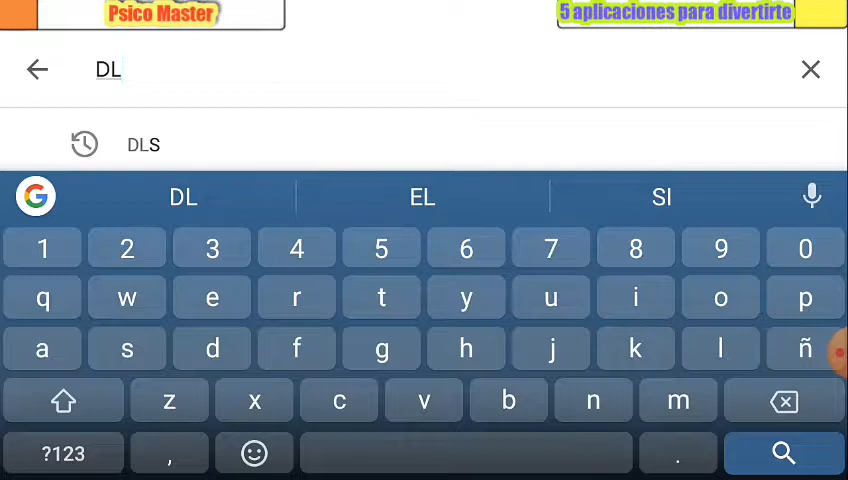 Psico Master
5 aplicaciones para divertirte
DL
DLS
DL EL SI
1 2 3 4 5 6 7 8 9 0
q w e r t y u i o p
a s d f g h j k l ñ
z x c v b n m
?123 , .